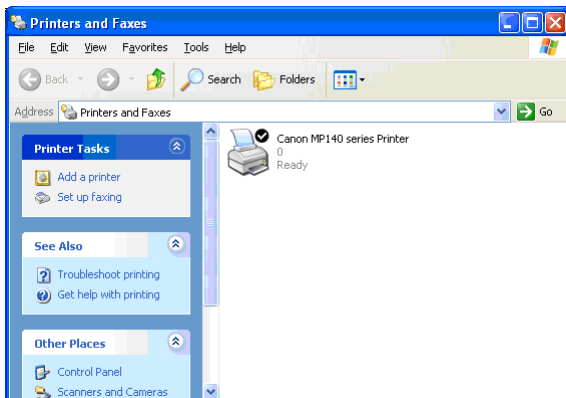 Printers and Faxes
File Edit View Favorites Tools Help
Back Search Folders
Address Printers and Faxes Go
Printer Tasks
Add a printer
Set up faxing
See Also
Troubleshoot printing
Get help with printing
Other Places
Control Panel
Scanners and Cameras
Canon MP140 series Printer
0
Ready